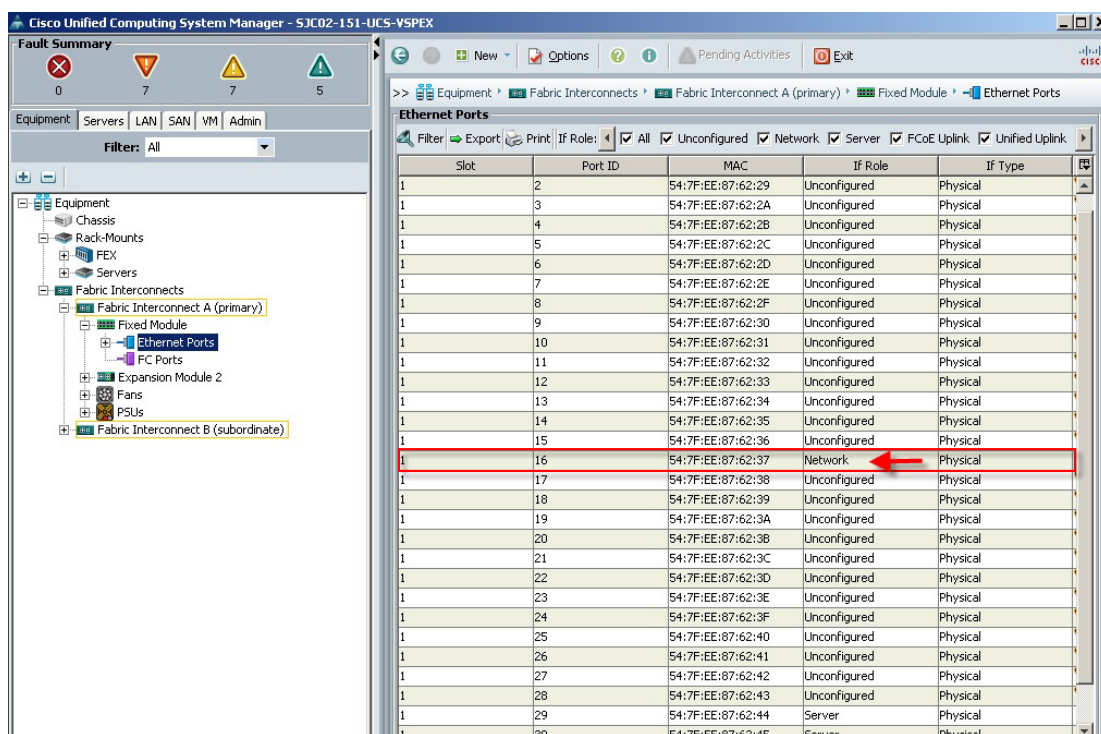 Cisco Unified Computing System Manager - SJC02-151-UCS-VSPEX
Fault Summary
0 7 7 5
New Options Pending Activities Exit
>> Equipment Fabric Interconnects Fabric Interconnect A (primary) Fixed Module Ethernet Ports
Equipment Servers LAN SAN VM Admin
Filter: All
Equipment
Chassis
Rack-Mounts
FEX
Servers
Fabric Interconnects
Fabric Interconnect A (primary)
Fixed Module
Ethernet Ports
FC Ports
Expansion Module 2
Fans
PSUs
Fabric Interconnect B (subordinate)
Ethernet Ports
Filter Export Print If Role: All Unconfigured Network Server FCoE Uplink Unified Uplink
Slot Port ID MAC If Role If Type
1 2 54:7F:EE:87:62:29 Unconfigured Physical
1 3 54:7F:EE:87:62:2A Unconfigured Physical
1 4 54:7F:EE:87:62:2B Unconfigured Physical
1 5 54:7F:EE:87:62:2C Unconfigured Physical
1 6 54:7F:EE:87:62:2D Unconfigured Physical
1 7 54:7F:EE:87:62:2E Unconfigured Physical
1 8 54:7F:EE:87:62:2F Unconfigured Physical
1 9 54:7F:EE:87:62:30 Unconfigured Physical
1 10 54:7F:EE:87:62:31 Unconfigured Physical
1 11 54:7F:EE:87:62:32 Unconfigured Physical
1 12 54:7F:EE:87:62:33 Unconfigured Physical
1 13 54:7F:EE:87:62:34 Unconfigured Physical
1 14 54:7F:EE:87:62:35 Unconfigured Physical
1 15 54:7F:EE:87:62:36 Unconfigured Physical
1 16 54:7F:EE:87:62:37 Network Physical
1 17 54:7F:EE:87:62:38 Unconfigured Physical
1 18 54:7F:EE:87:62:39 Unconfigured Physical
1 19 54:7F:EE:87:62:3A Unconfigured Physical
1 20 54:7F:EE:87:62:3B Unconfigured Physical
1 21 54:7F:EE:87:62:3C Unconfigured Physical
1 22 54:7F:EE:87:62:3D Unconfigured Physical
1 23 54:7F:EE:87:62:3E Unconfigured Physical
1 24 54:7F:EE:87:62:3F Unconfigured Physical
1 25 54:7F:EE:87:62:40 Unconfigured Physical
1 26 54:7F:EE:87:62:41 Unconfigured Physical
1 27 54:7F:EE:87:62:42 Unconfigured Physical
1 28 54:7F:EE:87:62:43 Unconfigured Physical
1 29 54:7F:EE:87:62:44 Server Physical